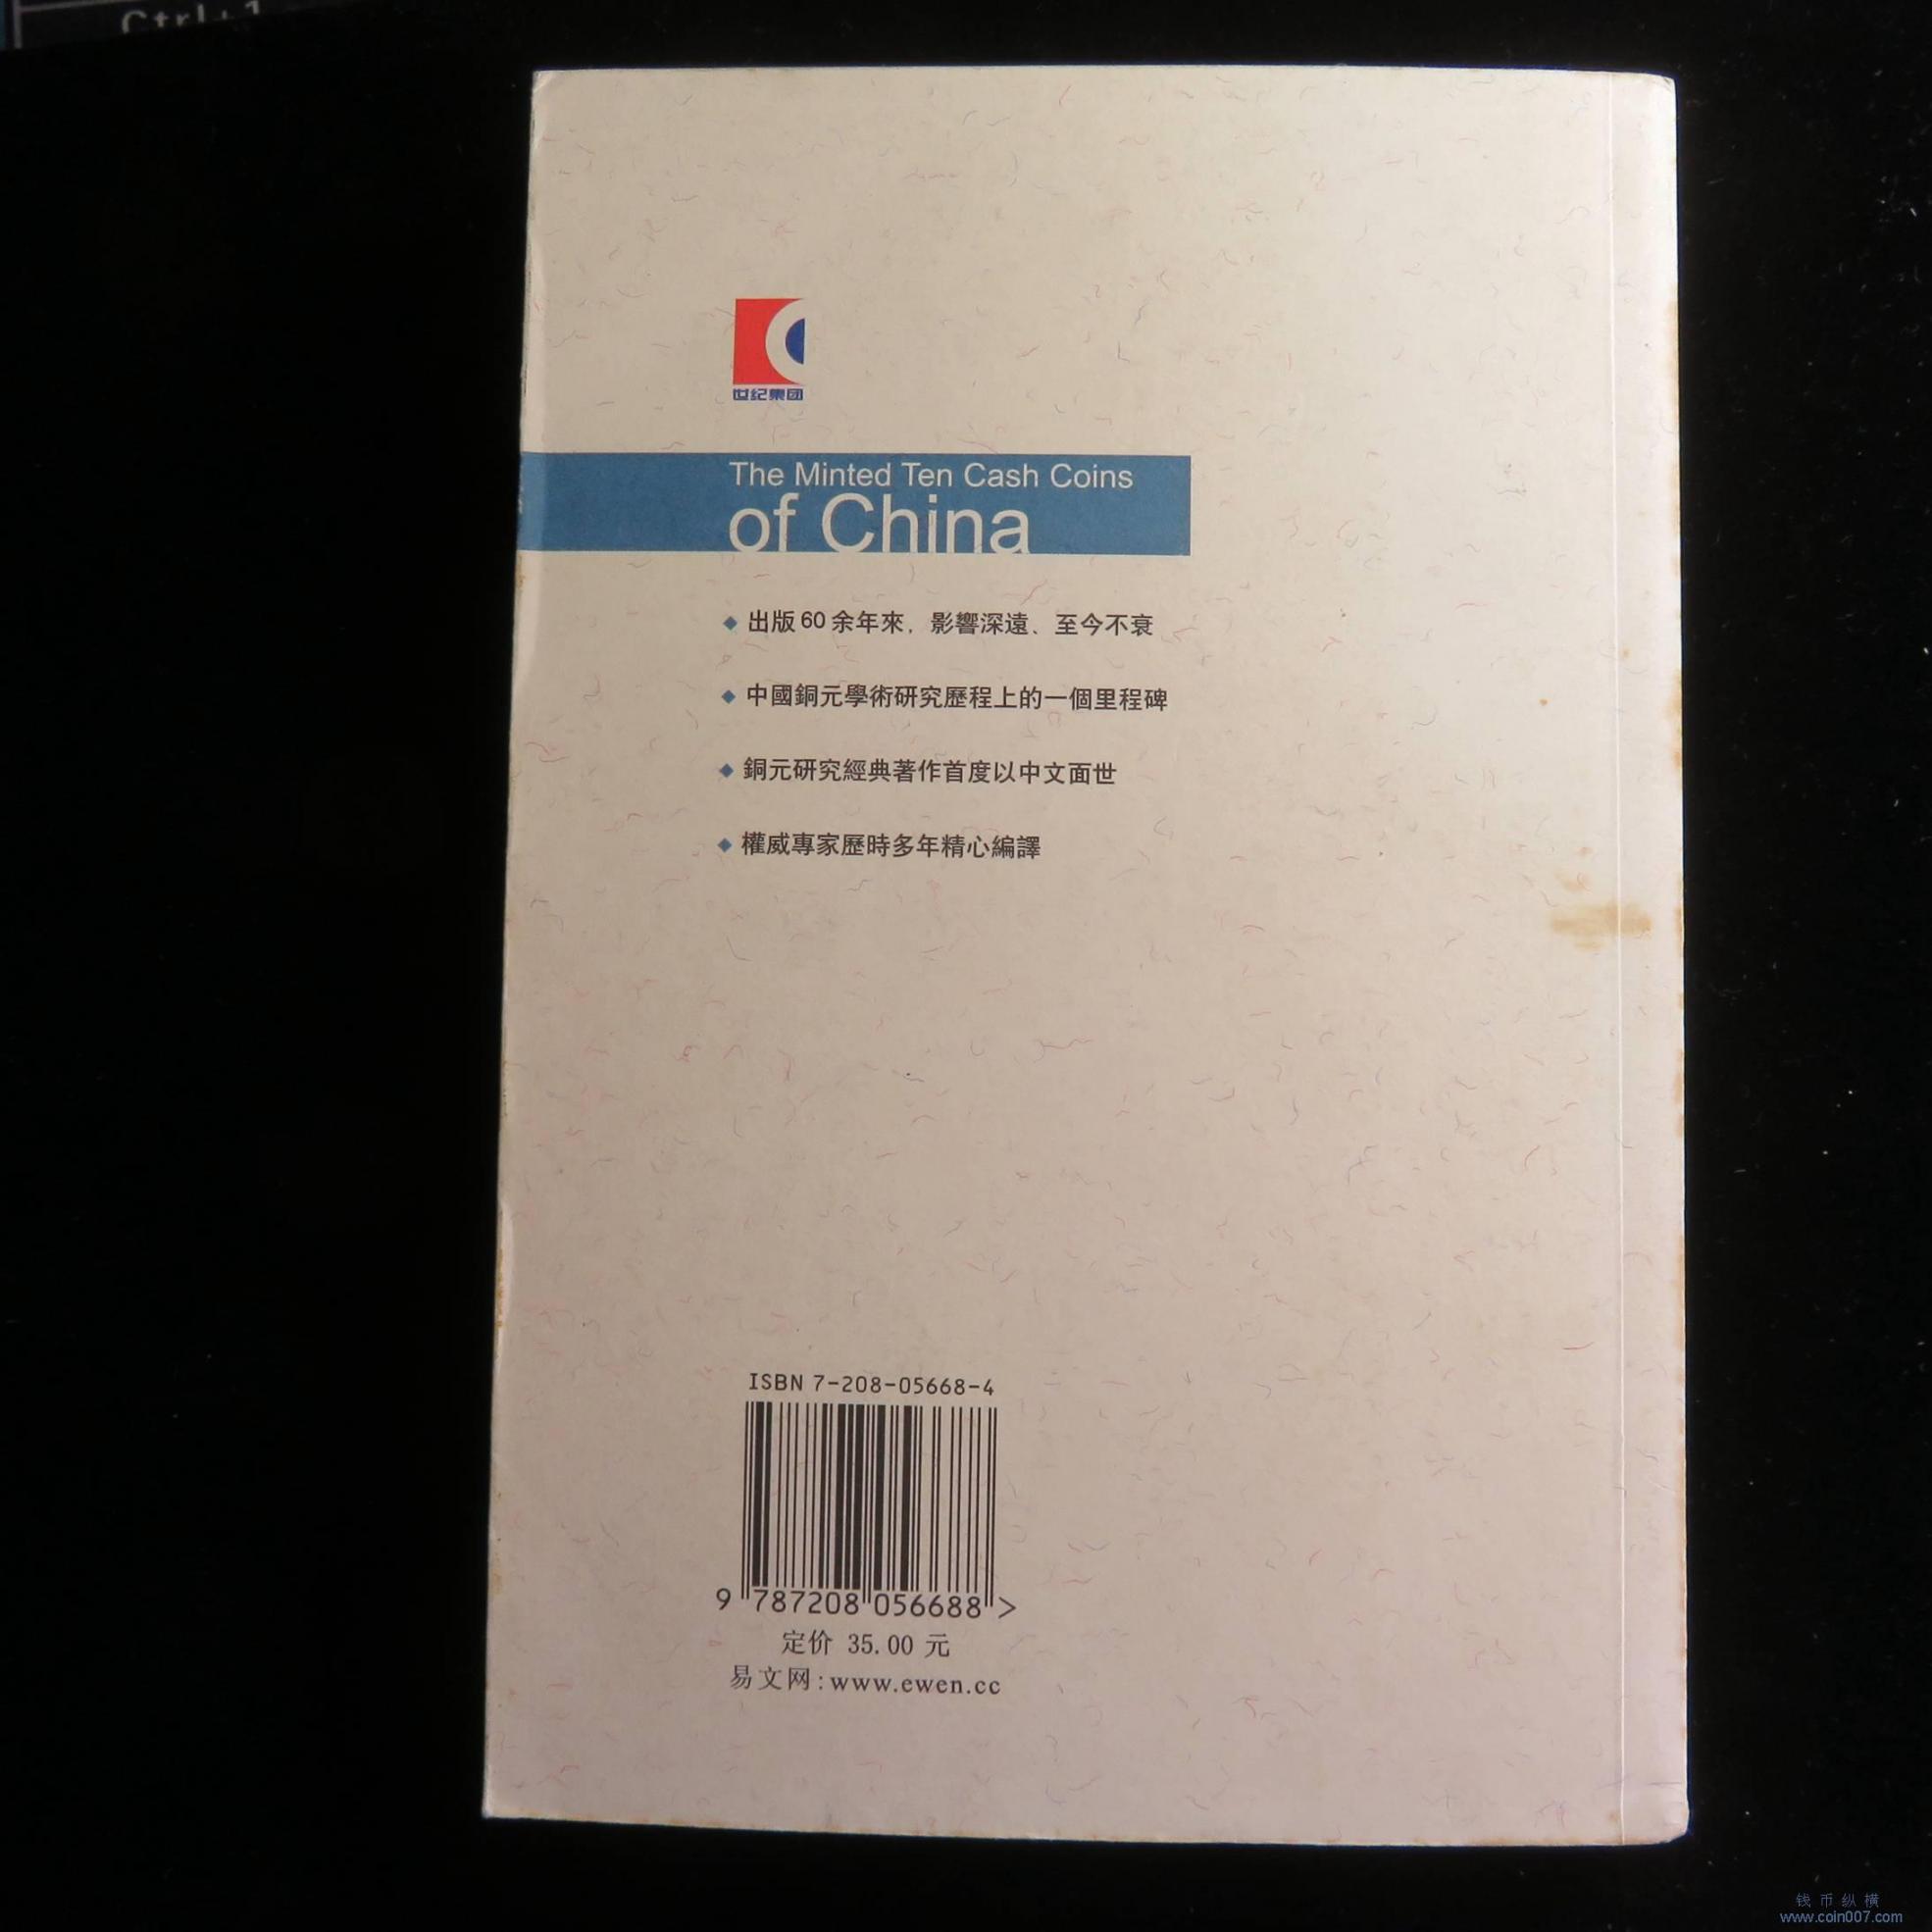 Ctrl+1
世纪集团
The Minted Ten Cash Coins
of China
◆ 出版60余年來，影響深遠、至今不衰
◆ 中國銅元學術研究歷程上的一個里程碑
◆ 銅元研究經典著作首度以中文面世
◆ 權威專家歷時多年精心編譯
ISBN 7-208-05668-4
9 787208 056688 >
定价 35.00 元
易文网:www.ewen.cc
钱币纵横
www.coin007.com